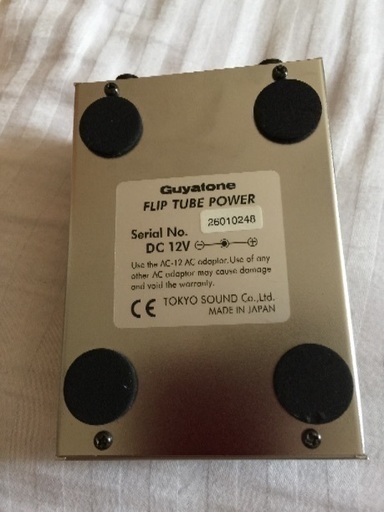 Guyatone
FLIP TUBE POWER
Serial No. 26010248
DC 12V
Use the AC-12 AC adaptor. Use of any
other AC adaptor may cause damage
and void the warranty.
CE TOKYO SOUND Co., Ltd.
MADE IN JAPAN